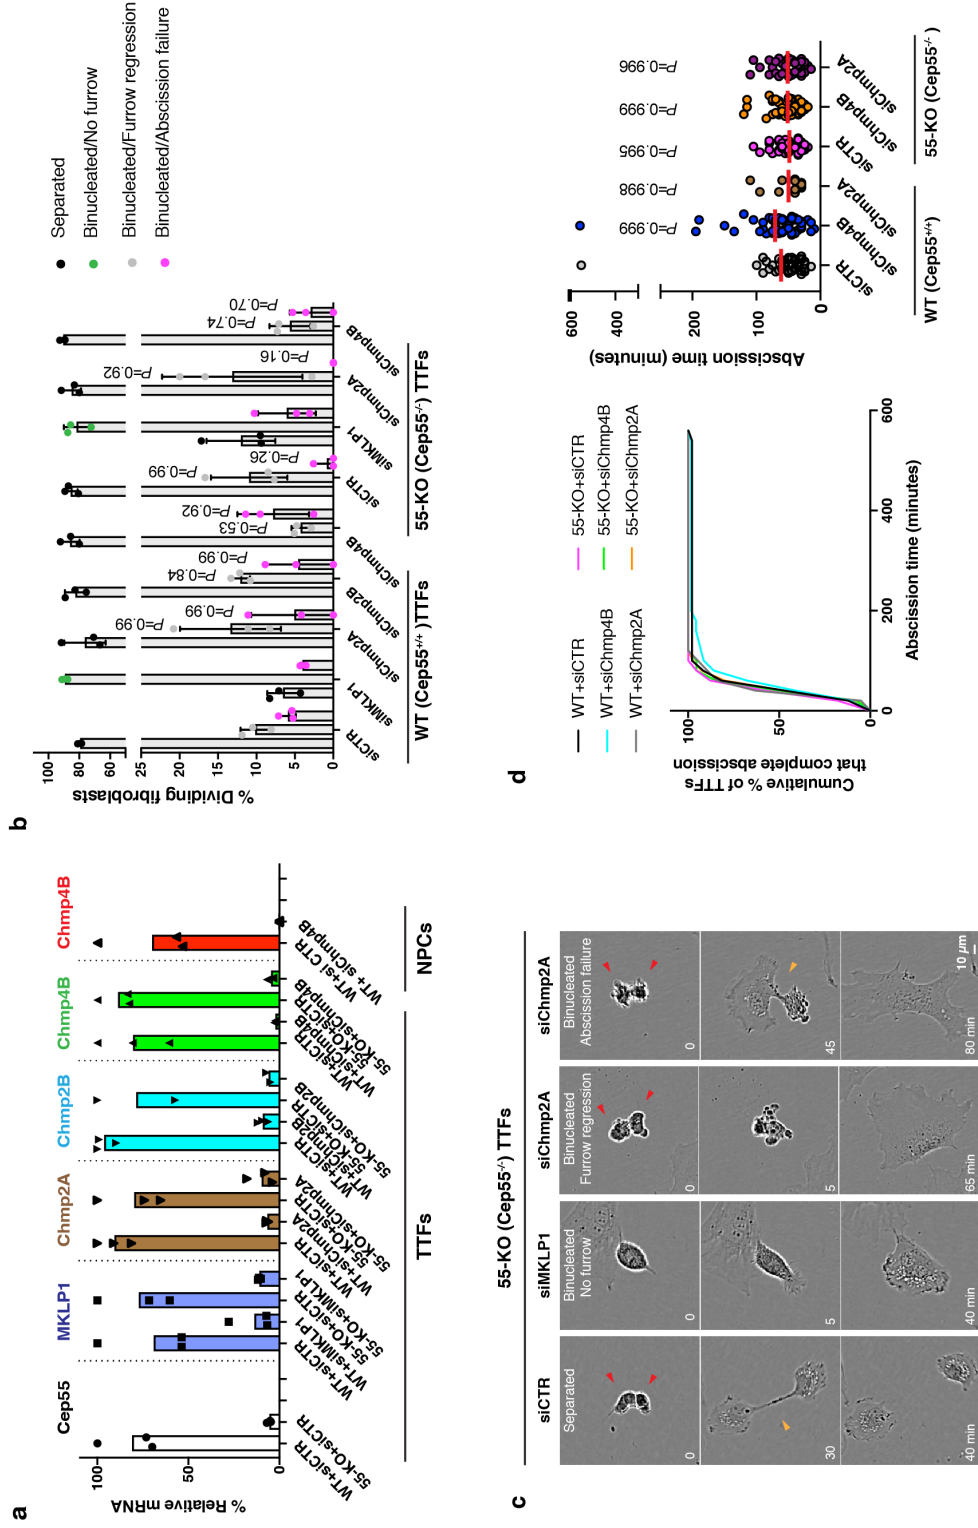 a
% Relative mRNA
100
50
0
Cep55
MKLP1
Chmp2A
Chmp2B
Chmp4B
Chmp4B
WT+siCTR
55-KO+siCTR
WT+siCTR
WT+siMKLP1
55-KO+siCTR
55-KO+siMKLP1
WT+siCTR
WT+siChmp2A
55-KO+siCTR
55-KO+siChmp2A
WT+siCTR
WT+siChmp2B
55-KO+siCTR
55-KO+siChmp2B
WT+siCTR
WT+siChmp4B
55-KO+siCTR
55-KO+siChmp4B
WT+si CTR
WT+ siChmp4B
TTFs
NPCs
b
% Dividing fibroblasts
100
80
60
25
20
15
10
5
0
Separated
Binucleated/No furrow
Binucleated/Furrow regression
Binucleated/Abscission failure
P=0.99
P=0.99
P=0.84
P=0.99
P=0.53
P=0.92
P=0.99
P=0.26
P=0.92
P=0.16
P=0.74
P=0.70
siCTR
siMKLP1
siChmp2A
siChmp2B
siChmp4B
siCTR
siMKLP1
siChmp2A
siChmp4B
WT (Cep55+/+) TTFs
55-KO (Cep55-/-) TTFs
c
55-KO (Cep55-/-) TTFs
siCTR
siMKLP1
siChmp2A
siChmp2A
Separated
Binucleated
No furrow
Binucleated
Furrow regression
Binucleated
Abscission failure
0
0
0
0
30
5
5
45
40 min
40 min
65 min
80 min
10 µm
d
WT+siCTR
WT+siChmp4B
WT+siChmp2A
55-KO+siCTR
55-KO+siChmp4B
55-KO+siChmp2A
Cumulative % of TTFs
that complete abscission
100
50
0
0
200
400
600
Abscission time (minutes)
Abscission time (minutes)
600
400
200
100
0
P=0.999
P=0.998
P=0.995
P=0.999
P=0.996
siCTR
siChmp4B
siChmp2A
siCTR
siChmp4B
siChmp2A
WT (Cep55+/+)
55-KO (Cep55-/-)